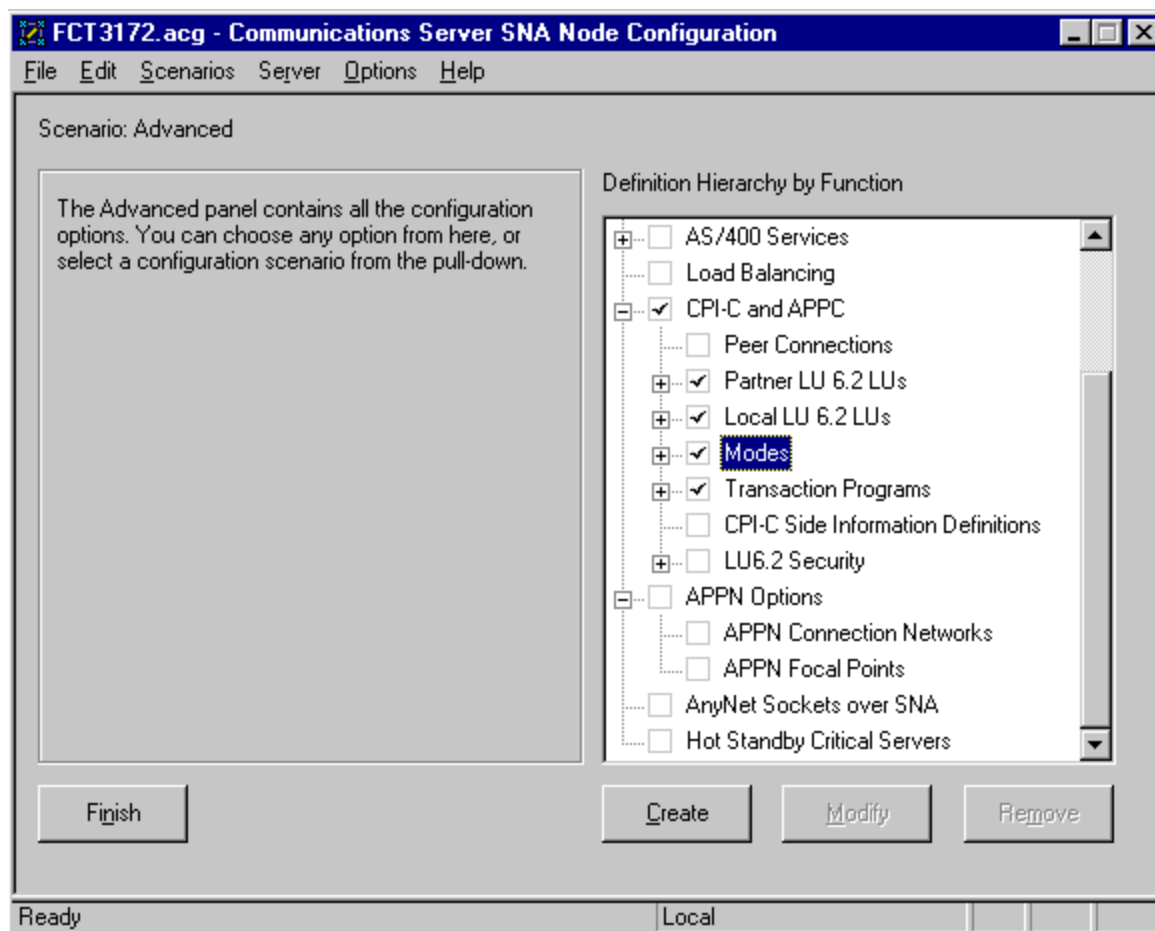 FCT3172.acg - Communications Server SNA Node Configuration
File Edit Scenarios Server Options Help
Scenario: Advanced
The Advanced panel contains all the configuration
options. You can choose any option from here, or
select a configuration scenario from the pull-down.
Definition Hierarchy by Function
AS/400 Services
Load Balancing
CPI-C and APPC
Peer Connections
Partner LU 6.2 LUs
Local LU 6.2 LUs
Modes
Transaction Programs
CPI-C Side Information Definitions
LU6.2 Security
APPN Options
APPN Connection Networks
APPN Focal Points
AnyNet Sockets over SNA
Hot Standby Critical Servers
Finish Create Modify Remove
Ready Local